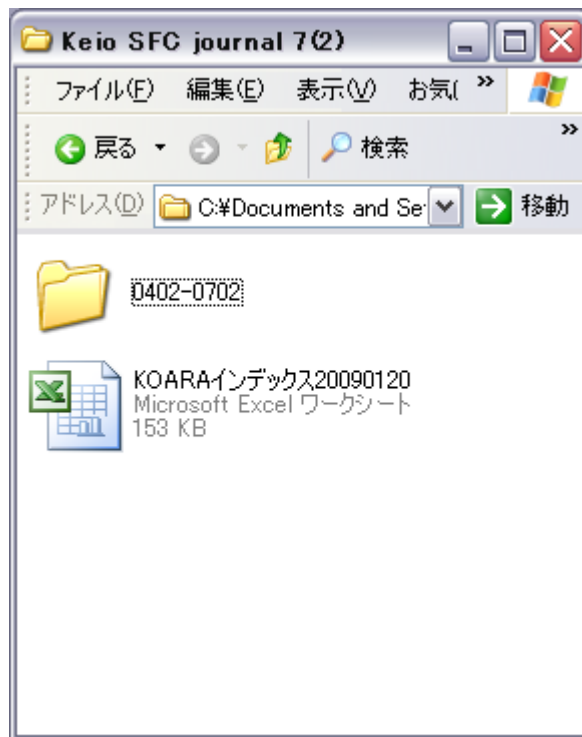 Keio SFC journal 7(2)
ファイル(F) 編集(E) 表示(V) お気( »
戻る 検索 »
アドレス(D) C:¥Documents and Se 移動
0402-0702
KOARAインデックス20090120
Microsoft Excel ワークシート
153 KB